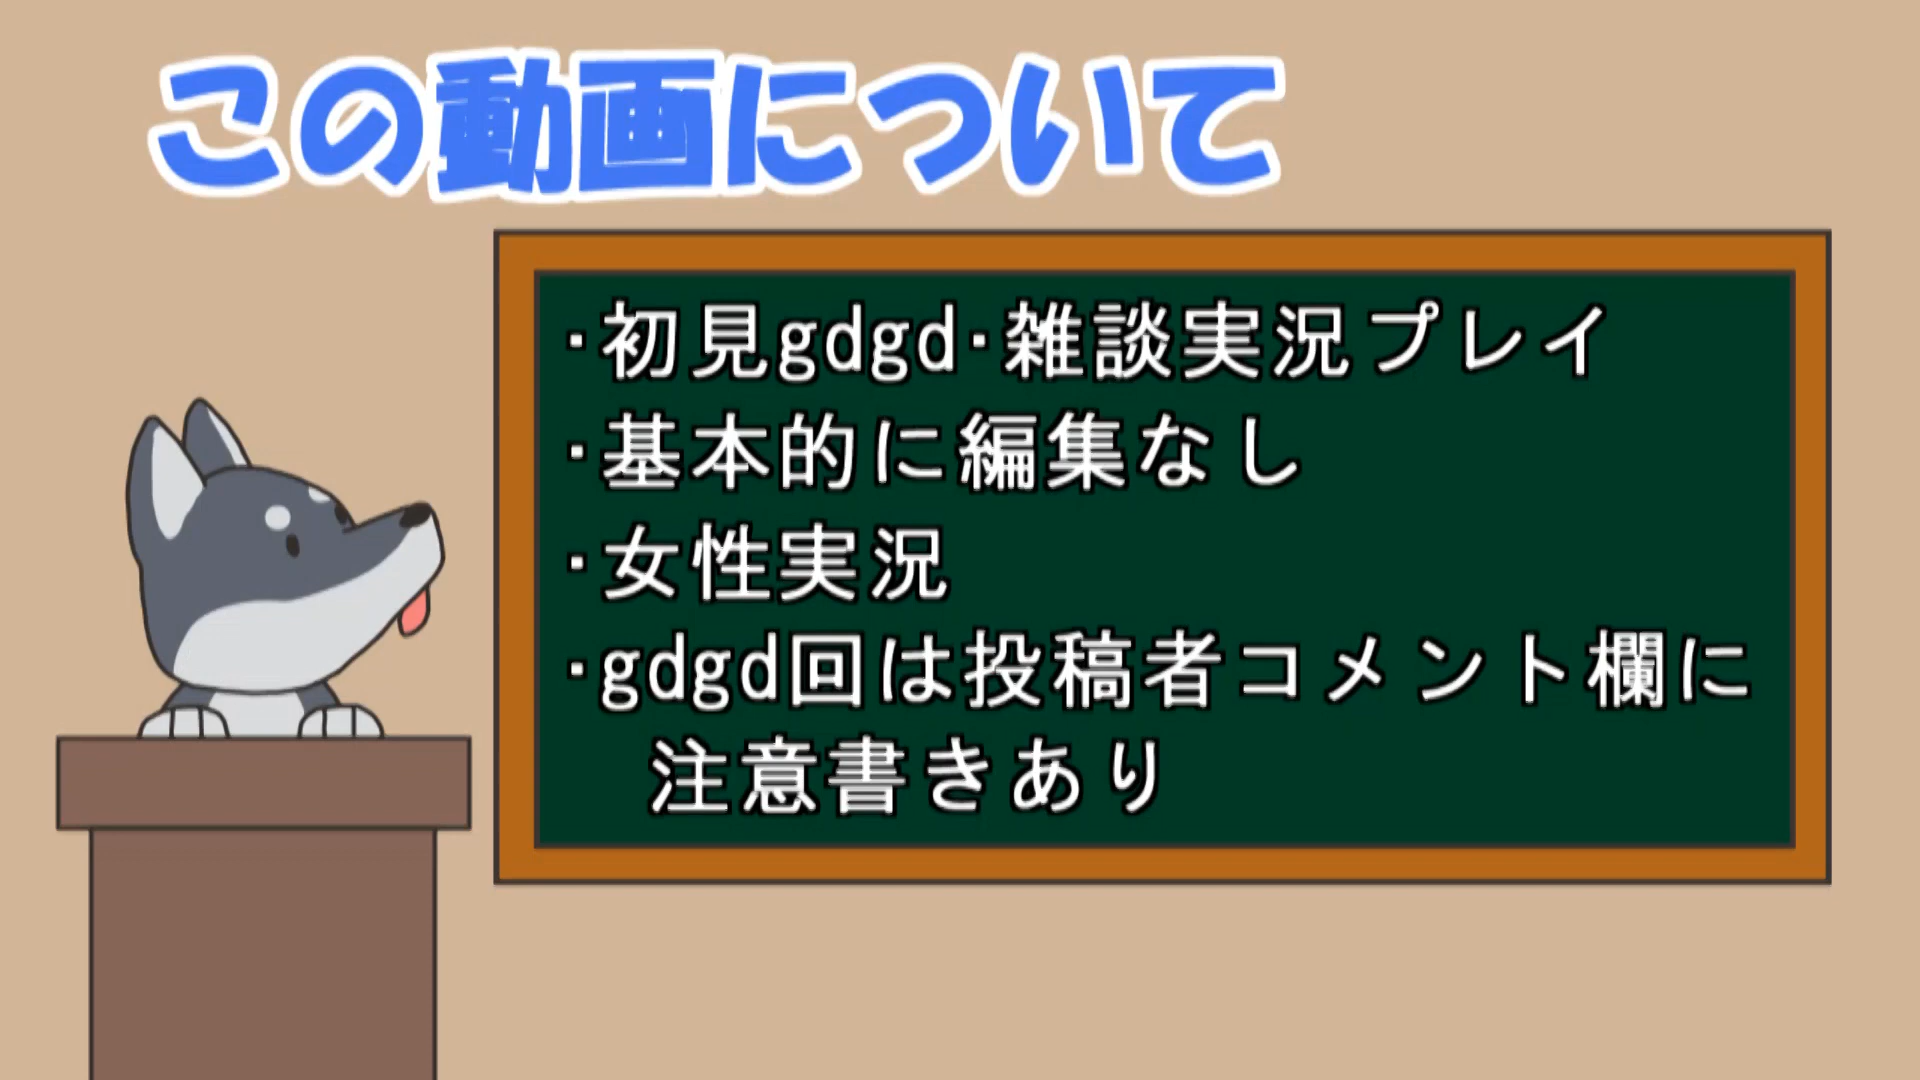 この動画について
・初見gdgd・雑談実況プレイ
・基本的に編集なし
・女性実況
・gdgd回は投稿者コメント欄に
注意書きあり